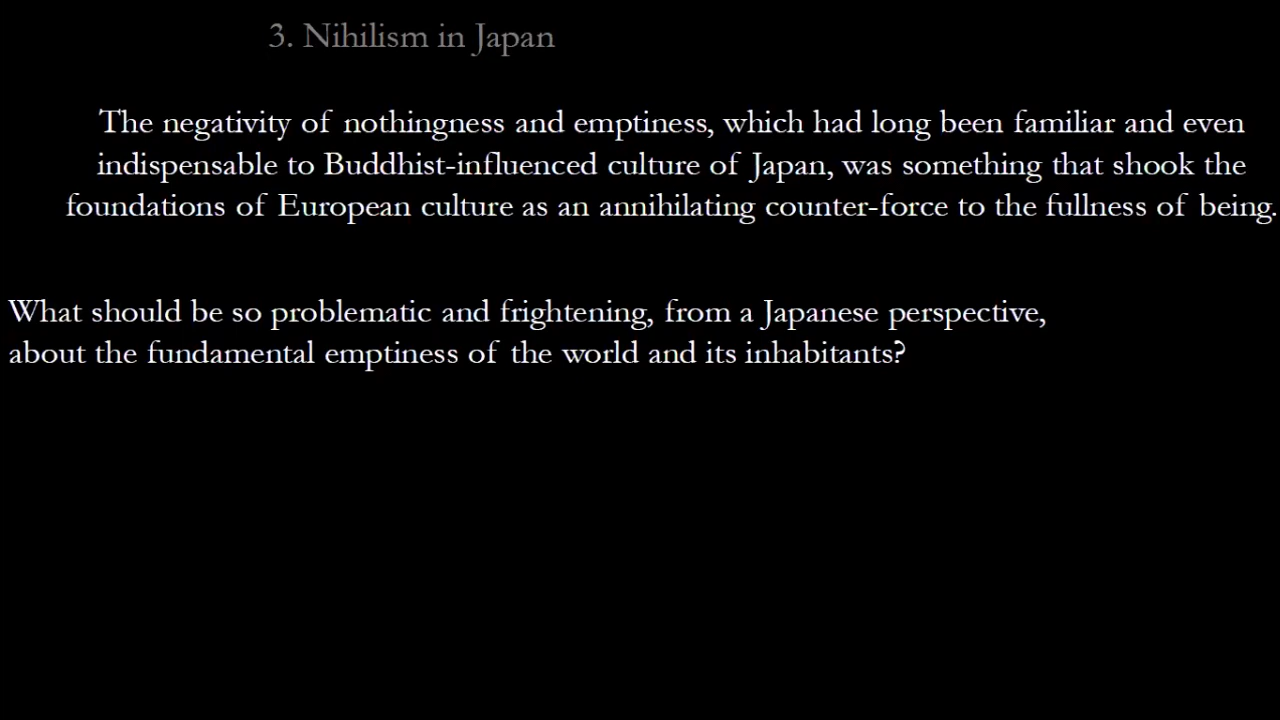 3. Nihilism in Japan
The negativity of nothingness and emptiness, which had long been familiar and even
indispensable to Buddhist-influenced culture of Japan, was something that shook the
foundations of European culture as an annihilating counter-force to the fullness of being.
What should be so problematic and frightening, from a Japanese perspective,
about the fundamental emptiness of the world and its inhabitants?